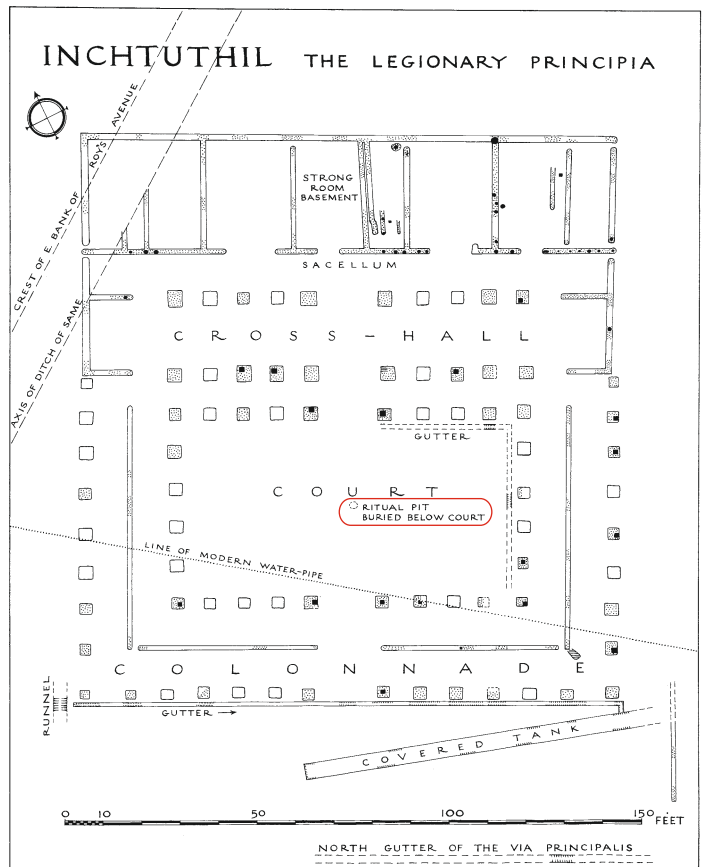 INCHTUTHIL THE LEGIONARY PRINCIPIA
CREST OF E. BANK OF ROY'S AVENUE
AXIS OF DITCH OF SAME
STRONG
ROOM
BASEMENT
SACELLUM
CROSS-HALL
GUTTER
COURT
RITUAL PIT
BURIED BELOW COURT
LINE OF MODERN WATER-PIPE
COLONNADE
RUNNEL
GUTTER →
COVERED TANK
0 10 50 100 150 FEET
NORTH GUTTER OF THE VIA PRINCIPALIS